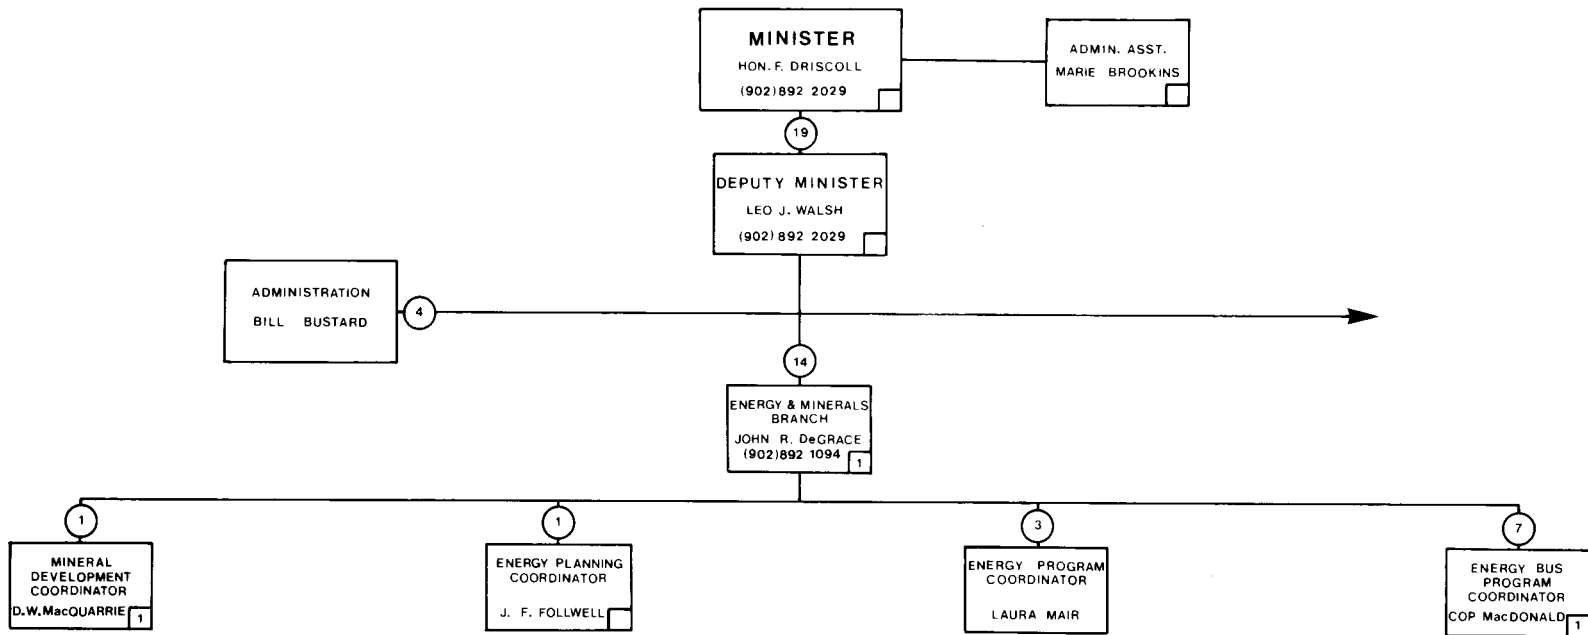 MINISTER
HON. F. DRISCOLL
(902) 892 2029
ADMIN. ASST.
MARIE BROOKINS
19
DEPUTY MINISTER
LEO J. WALSH
(902) 892 2029
ADMINISTRATION
BILL BUSTARD
4
14
ENERGY & MINERALS
BRANCH
JOHN R. DeGRACE
(902) 892 1094
1
1
MINERAL
DEVELOPMENT
COORDINATOR
D.W. MacQUARRIE
1
1
ENERGY PLANNING
COORDINATOR
J. F. FOLLWELL
3
ENERGY PROGRAM
COORDINATOR
LAURA MAIR
7
ENERGY BUS
PROGRAM
COORDINATOR
COP MacDONALD
1